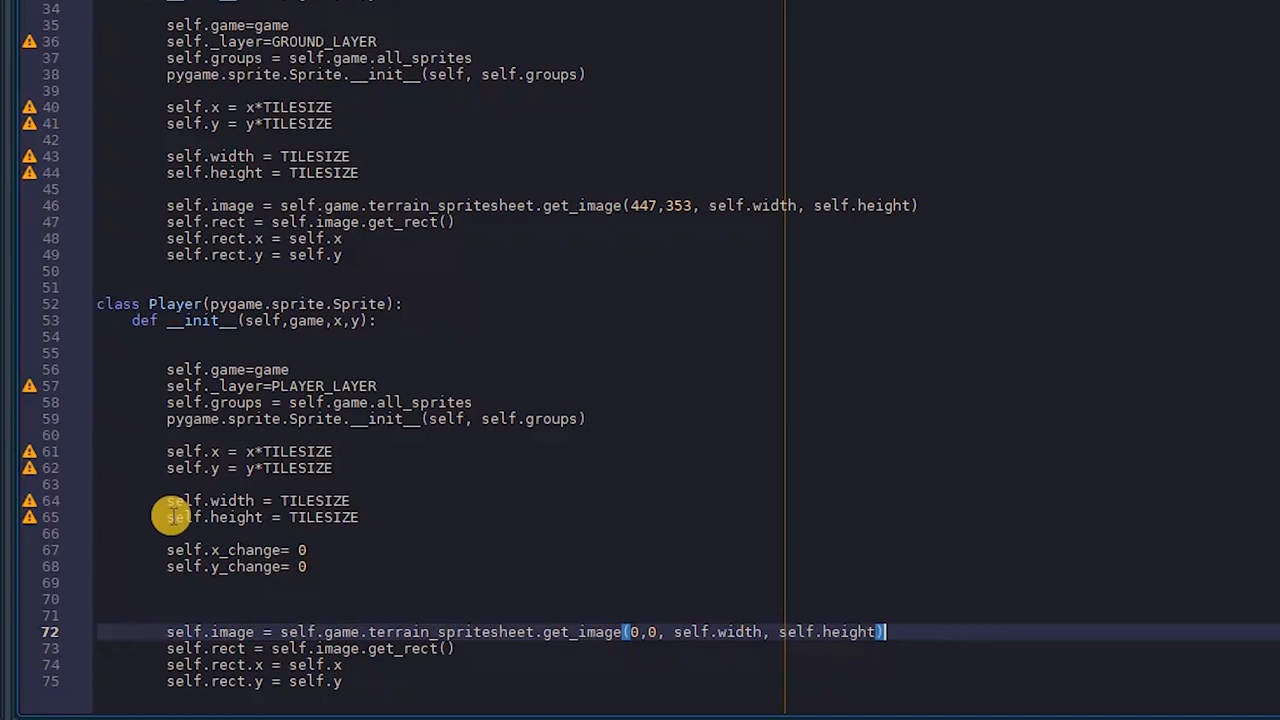 34
35 self.game=game
36 self._layer=GROUND_LAYER
37 self.groups = self.game.all_sprites
38 pygame.sprite.Sprite.__init__(self, self.groups)
39
40 self.x = x*TILESIZE
41 self.y = y*TILESIZE
42
43 self.width = TILESIZE
44 self.height = TILESIZE
45
46 self.image = self.game.terrain_spritesheet.get_image(447,353, self.width, self.height)
47 self.rect = self.image.get_rect()
48 self.rect.x = self.x
49 self.rect.y = self.y
50
51
52 class Player(pygame.sprite.Sprite):
53 def __init__(self,game,x,y):
54
55
56 self.game=game
57 self._layer=PLAYER_LAYER
58 self.groups = self.game.all_sprites
59 pygame.sprite.Sprite.__init__(self, self.groups)
60
61 self.x = x*TILESIZE
62 self.y = y*TILESIZE
63
64 self.width = TILESIZE
65 self.height = TILESIZE
66
67 self.x_change= 0
68 self.y_change= 0
69
70
71
72 self.image = self.game.terrain_spritesheet.get_image(0,0, self.width, self.height)
73 self.rect = self.image.get_rect()
74 self.rect.x = self.x
75 self.rect.y = self.y